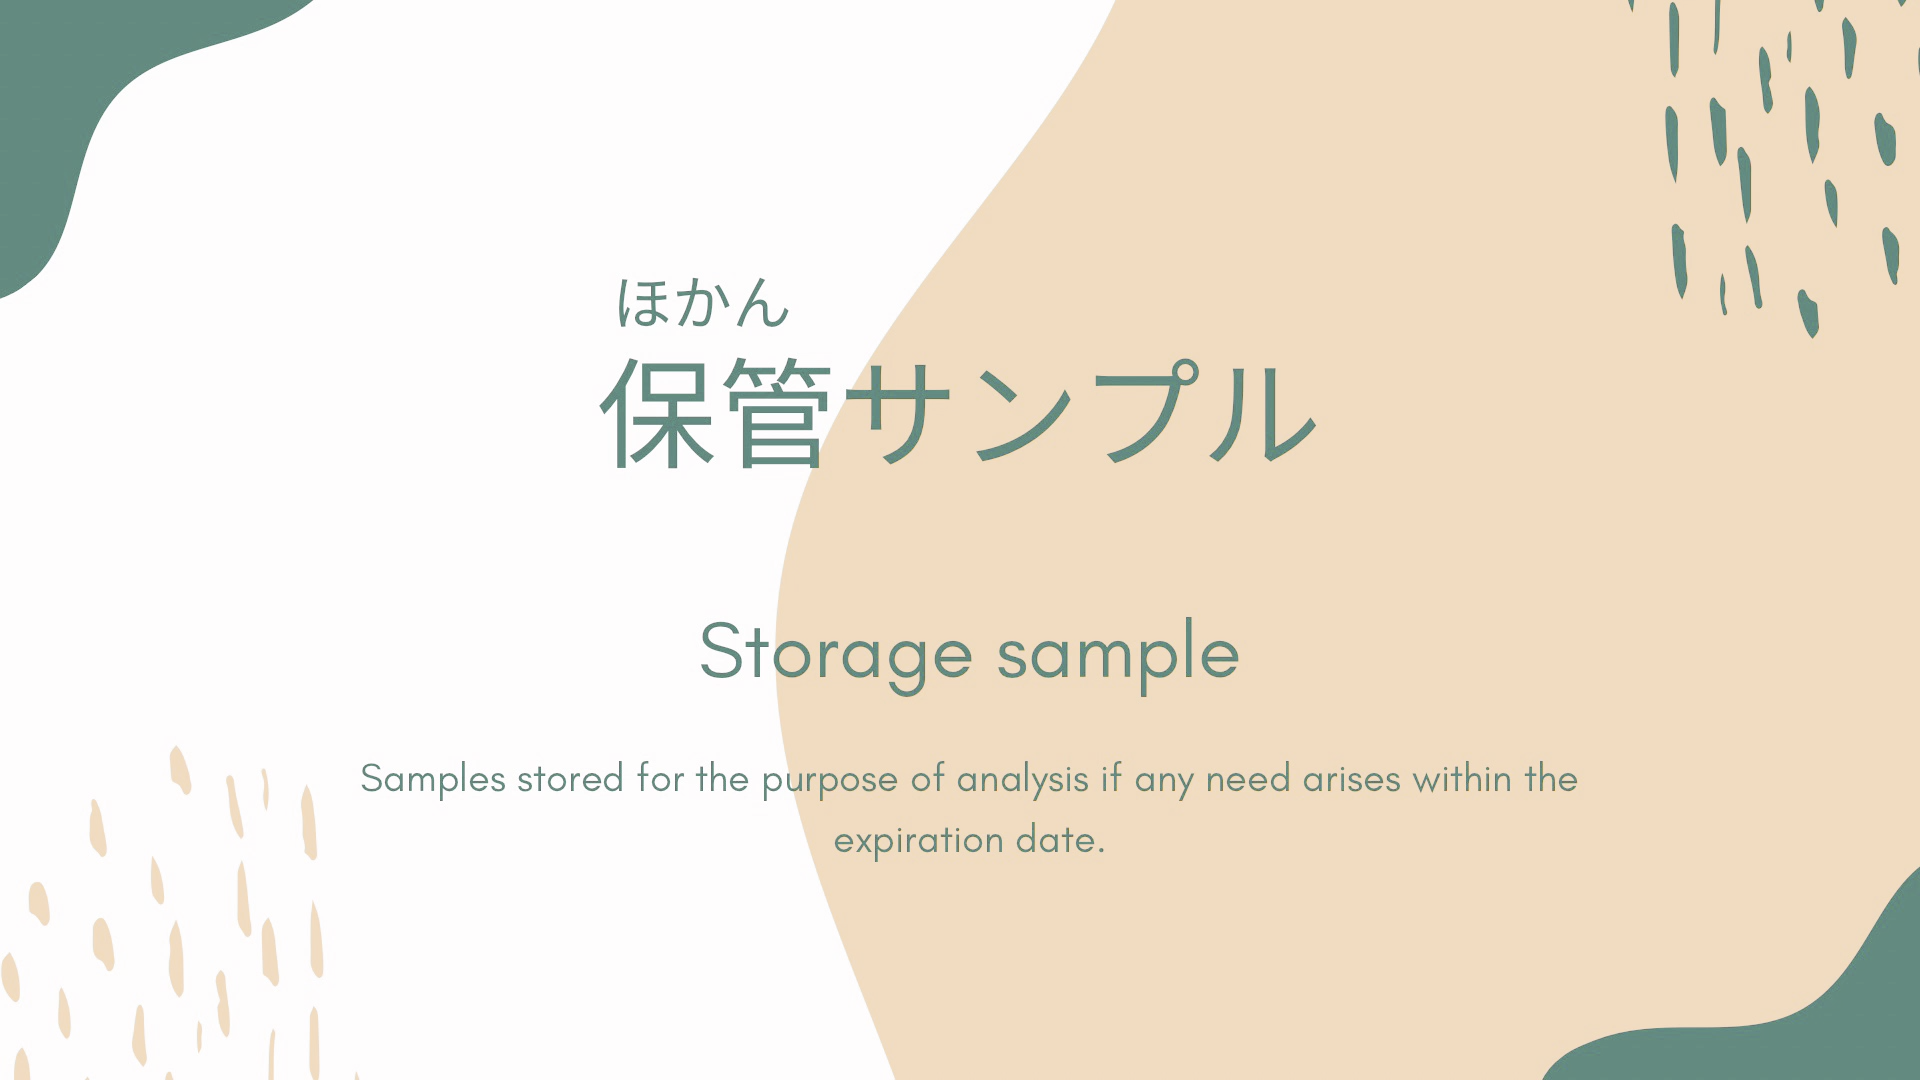 ほかん
保管サンプル
Storage sample
Samples stored for the purpose of analysis if any need arises within the
expiration date.